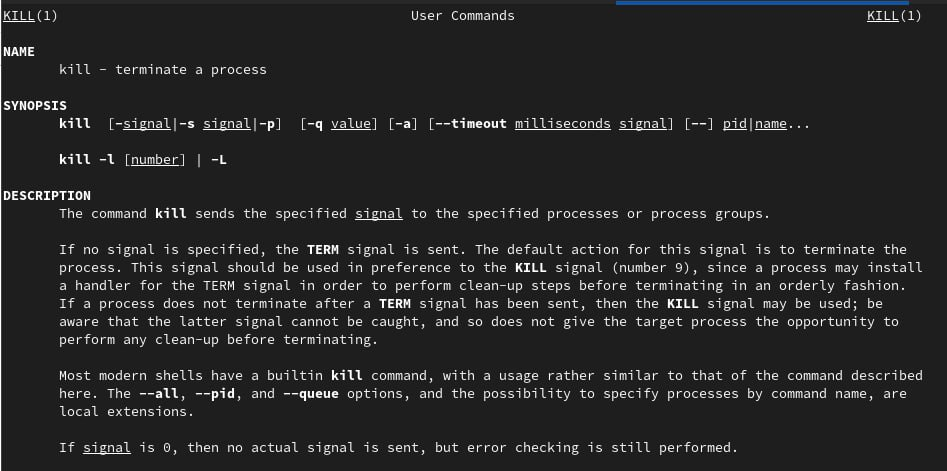 KILL(1) User Commands KILL(1)
NAME
kill - terminate a process
SYNOPSIS
kill [-signal|-s signal|-p] [-q value] [-a] [--timeout milliseconds signal] [--] pid|name...
kill -l [number] | -L
DESCRIPTION
The command kill sends the specified signal to the specified processes or process groups.
If no signal is specified, the TERM signal is sent. The default action for this signal is to terminate the
process. This signal should be used in preference to the KILL signal (number 9), since a process may install
a handler for the TERM signal in order to perform clean-up steps before terminating in an orderly fashion.
If a process does not terminate after a TERM signal has been sent, then the KILL signal may be used; be
aware that the latter signal cannot be caught, and so does not give the target process the opportunity to
perform any clean-up before terminating.
Most modern shells have a builtin kill command, with a usage rather similar to that of the command described
here. The --all, --pid, and --queue options, and the possibility to specify processes by command name, are
local extensions.
If signal is 0, then no actual signal is sent, but error checking is still performed.